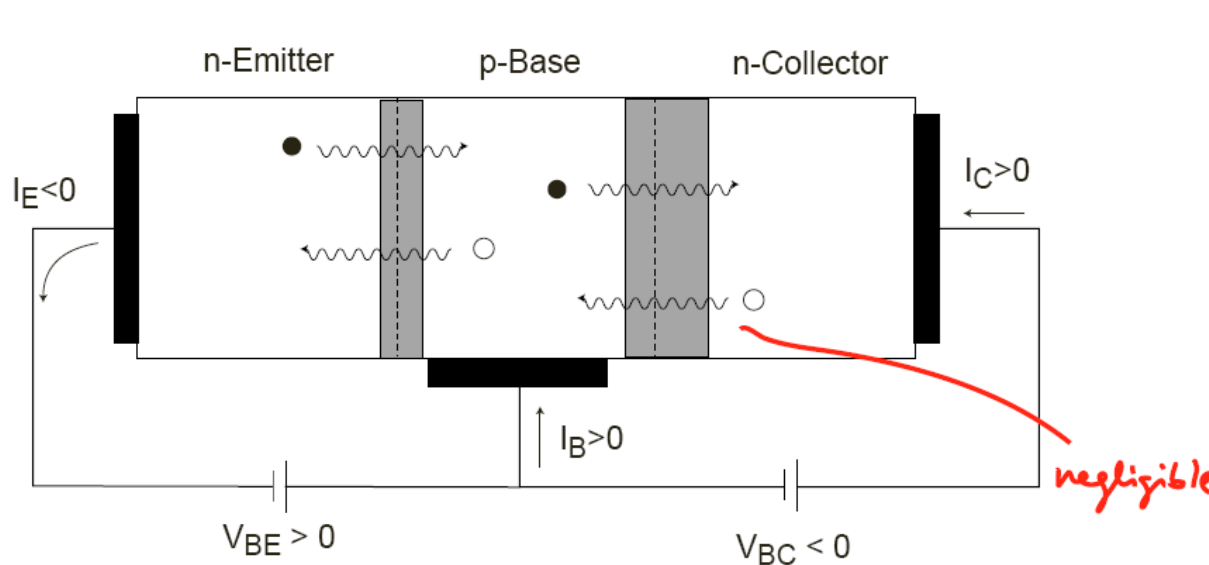 n-Emitter p-Base n-Collector
I_E<0
I_C>0
I_B>0
negligible
V_BE > 0
V_BC < 0